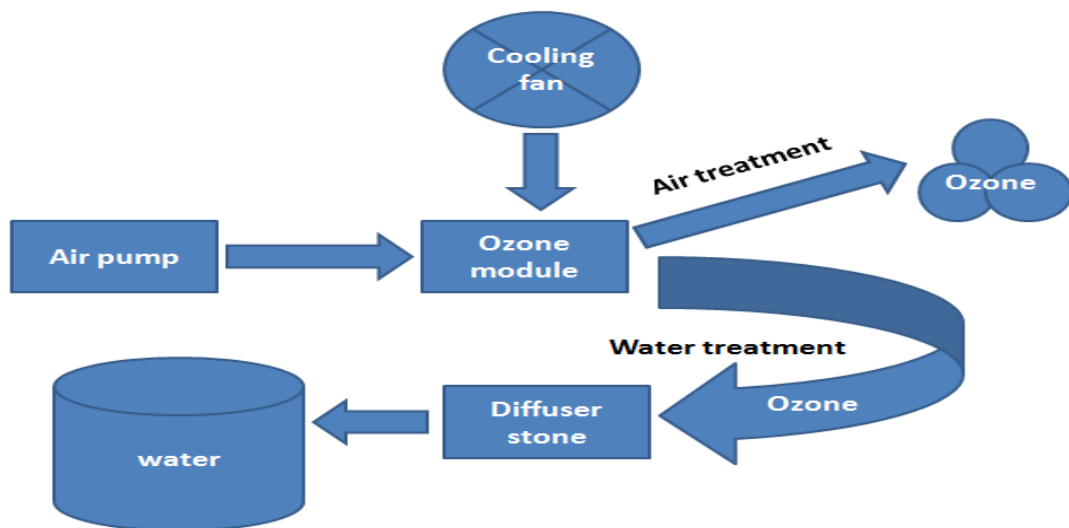 Cooling
fan
Air treatment
Ozone
Air pump
Ozone
module
Water treatment
Ozone
Diffuser
stone
water